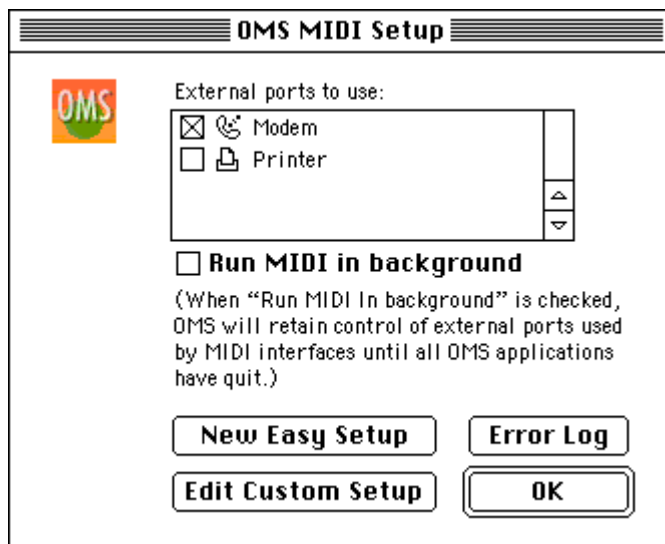 OMS MIDI Setup
OMS
External ports to use:
Modem
Printer
Run MIDI in background
(When “Run MIDI In background” is checked,
OMS will retain control of external ports used
by MIDI interfaces until all OMS applications
have quit.)
New Easy Setup
Error Log
Edit Custom Setup
OK